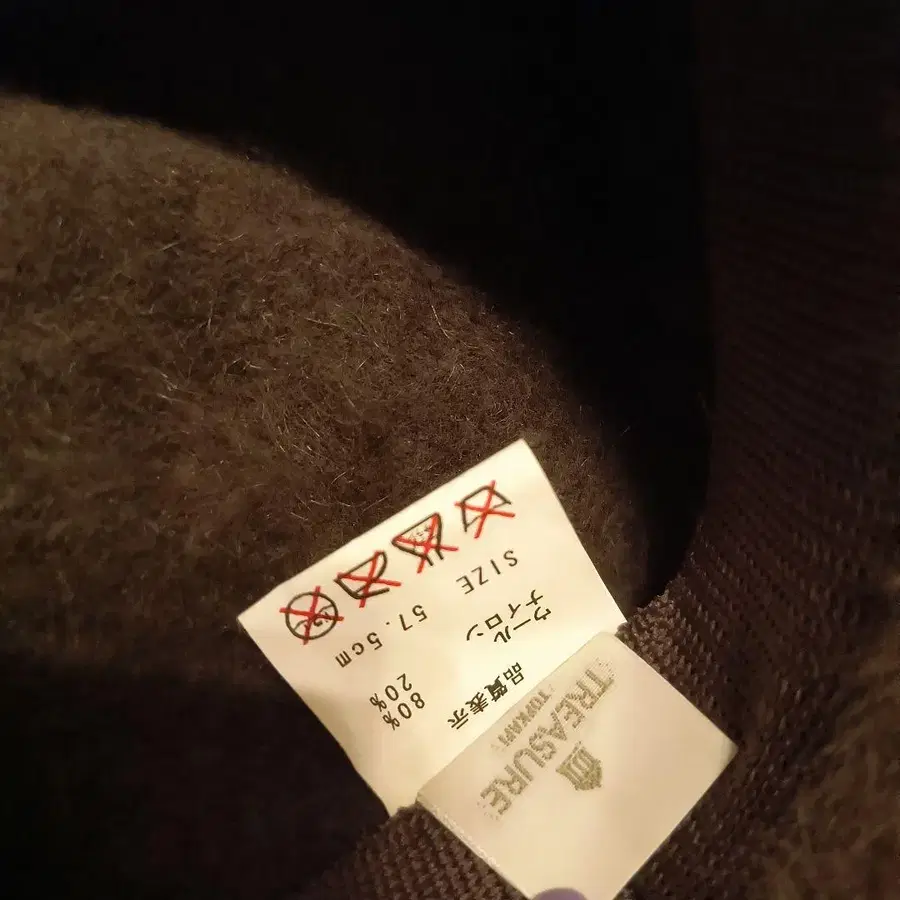 TREASURE
TOPKAPI
品質表示
ウール 80%
ナイロン 20%
SIZE 57.5cm